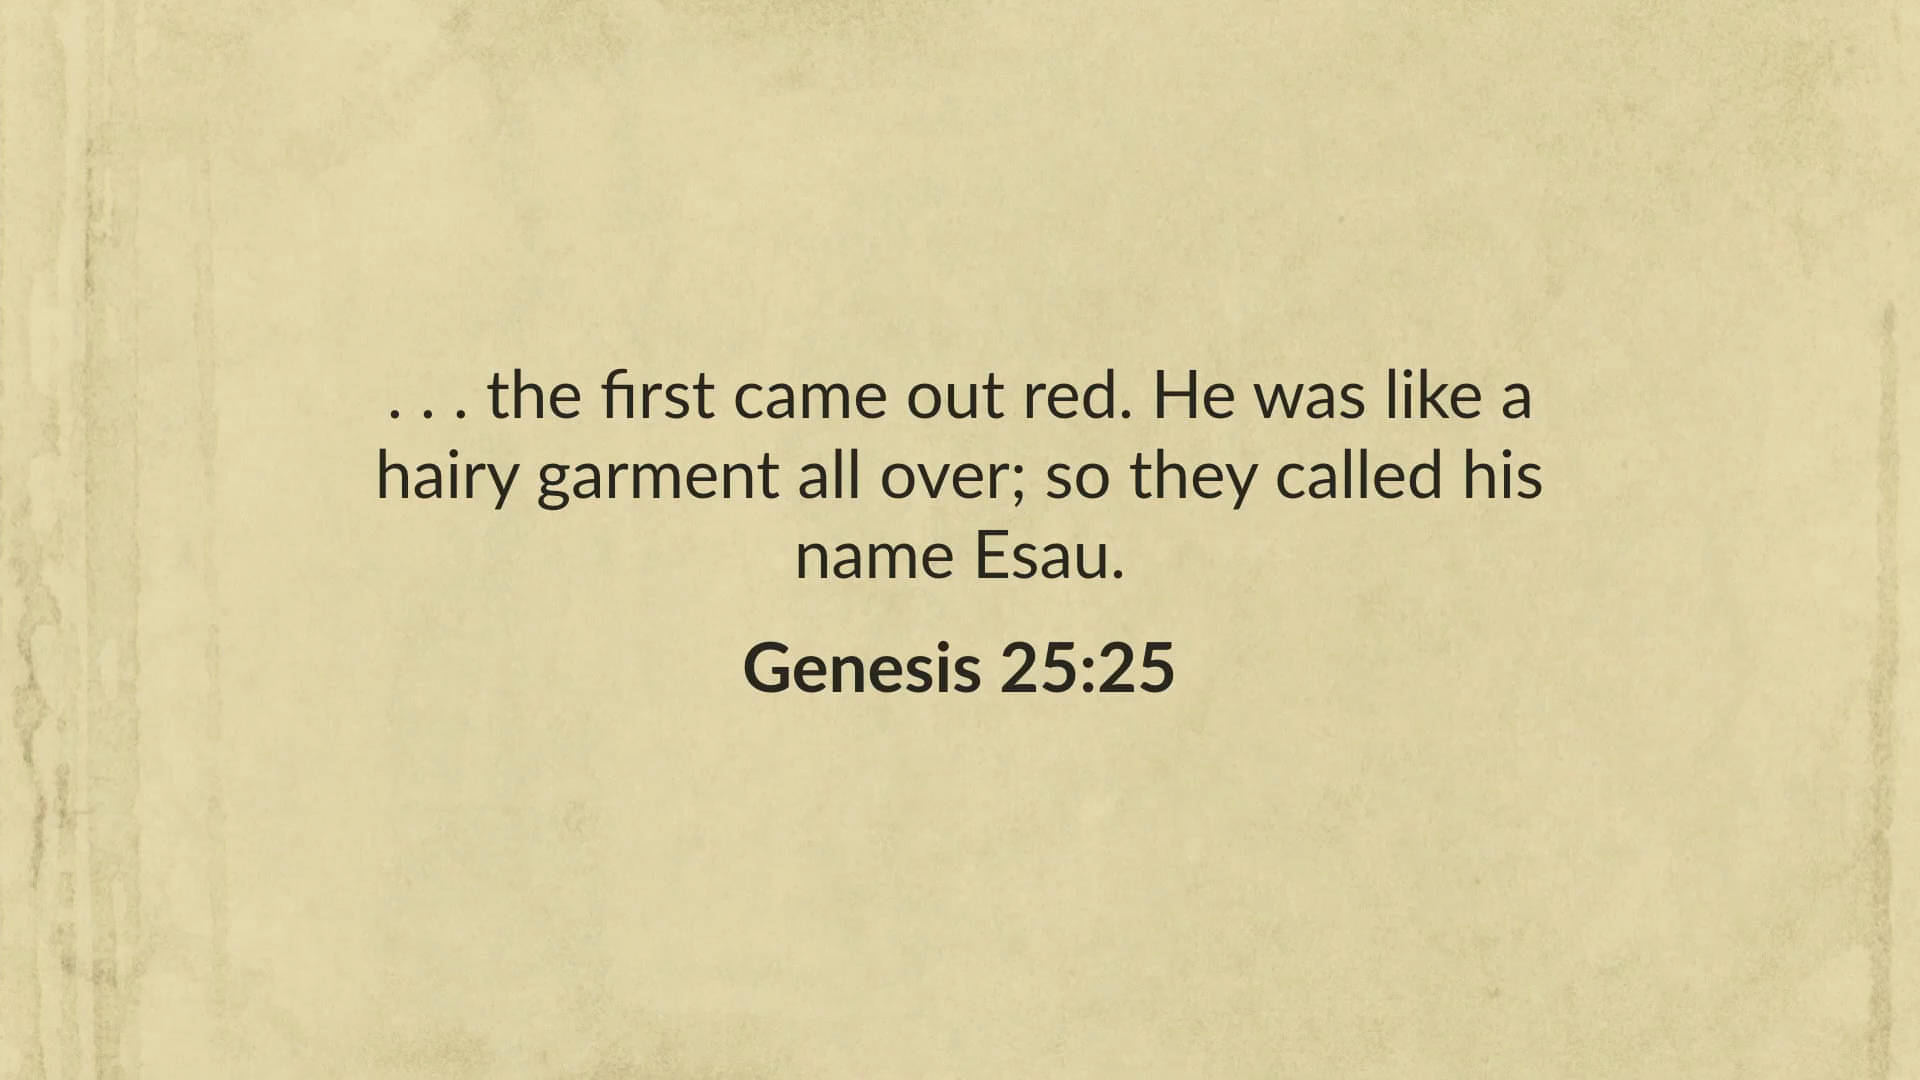 . . . the first came out red. He was like a
hairy garment all over; so they called his
name Esau.
Genesis 25:25